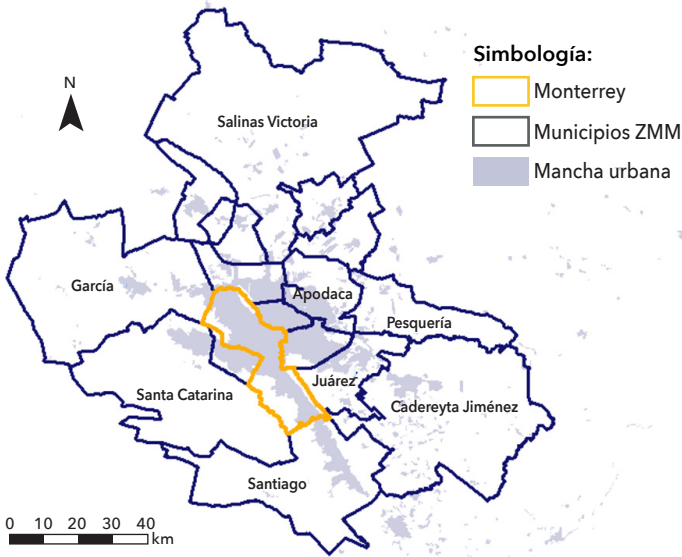 Simbología:
N
Monterrey
Salinas Victoria
Municipios ZMM
Mancha urbana
García
Apodaca
Pesquería
Juárez
Santa Catarina
Cadereyta Jiménez
Santiago
0 10 20 30 40
km